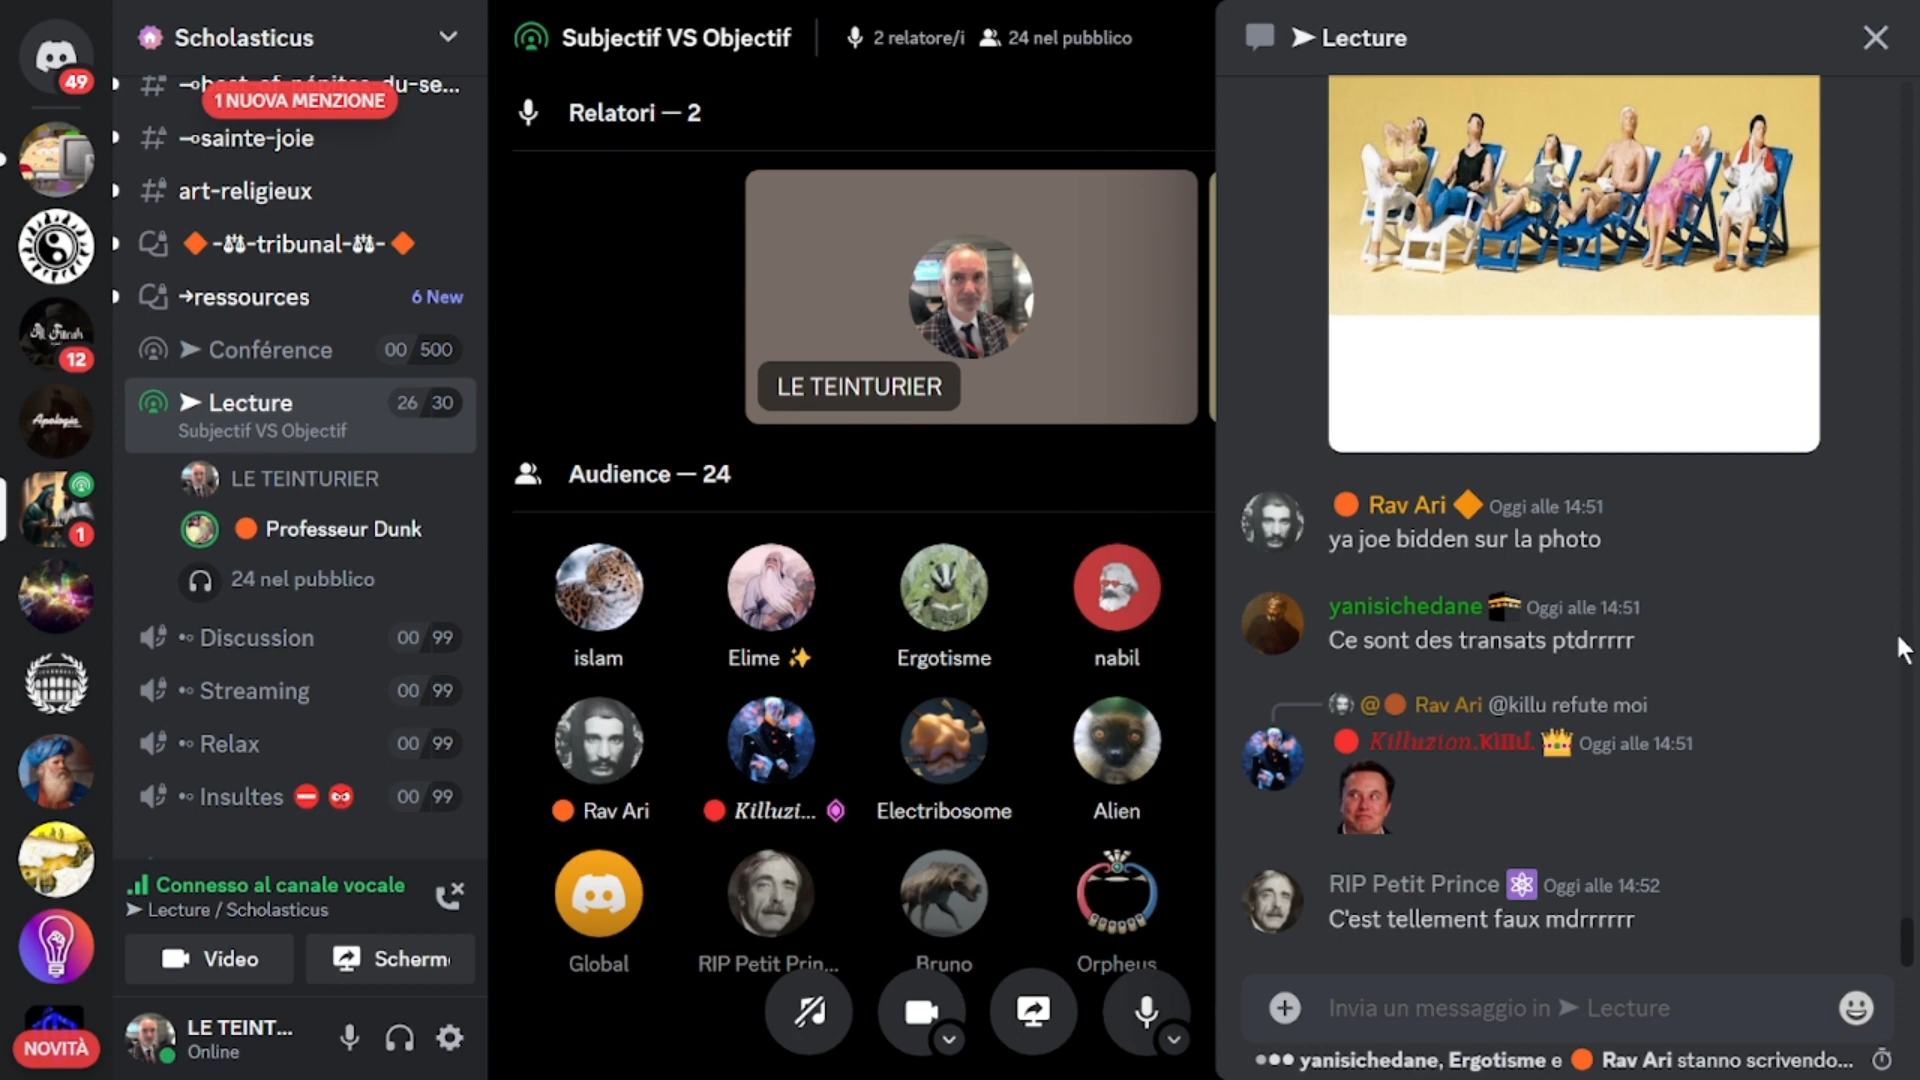 49
12
1
NOVITÀ
Scholasticus
1 NUOVA MENZIONE
sainte-joie
art-religieux
-tribunal-
ressources
6 New
Conférence
00 500
Lecture
26 30
Subjectif VS Objectif
LE TEINTURIER
Professeur Dunk
24 nel pubblico
Discussion
00 99
Streaming
00 99
Relax
00 99
Insultes
00 99
Connesso al canale vocale
Lecture / Scholasticus
Video
Scherm
LE TEINT...
Online
Subjectif VS Objectif
2 relatore/i
24 nel pubblico
Relatori — 2
LE TEINTURIER
Audience — 24
islam
Elime
Ergotisme
nabil
Rav Ari
Killuzi...
Electribosome
Alien
Global
RIP Petit Prin...
Bruno
Orpheus
Lecture
Rav Ari Oggi alle 14:51
ya joe bidden sur la photo
yanisichedane Oggi alle 14:51
Ce sont des transats ptdrrrrr
@ Rav Ari @killu refute moi
Killuzion.Killu. Oggi alle 14:51
RIP Petit Prince Oggi alle 14:52
C'est tellement faux mdrrrrrr
Invia un messaggio in Lecture
yanisichedane, Ergotisme e Rav Ari stanno scrivendo...